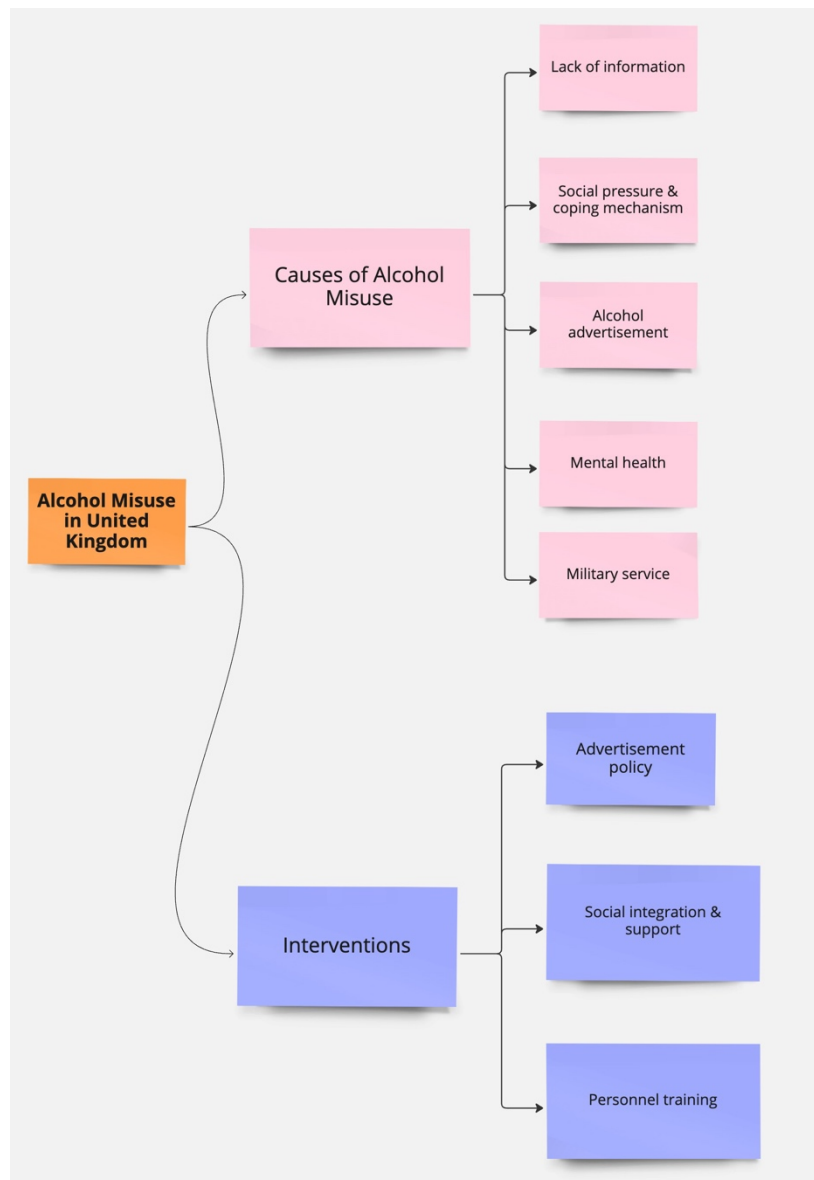 Lack of information
Social pressure &
coping mechanism
Causes of Alcohol
Misuse
Alcohol
advertisement
Mental health
Alcohol Misuse
in United
Kingdom
Military service
Advertisement
policy
Social integration &
support
Interventions
Personnel training